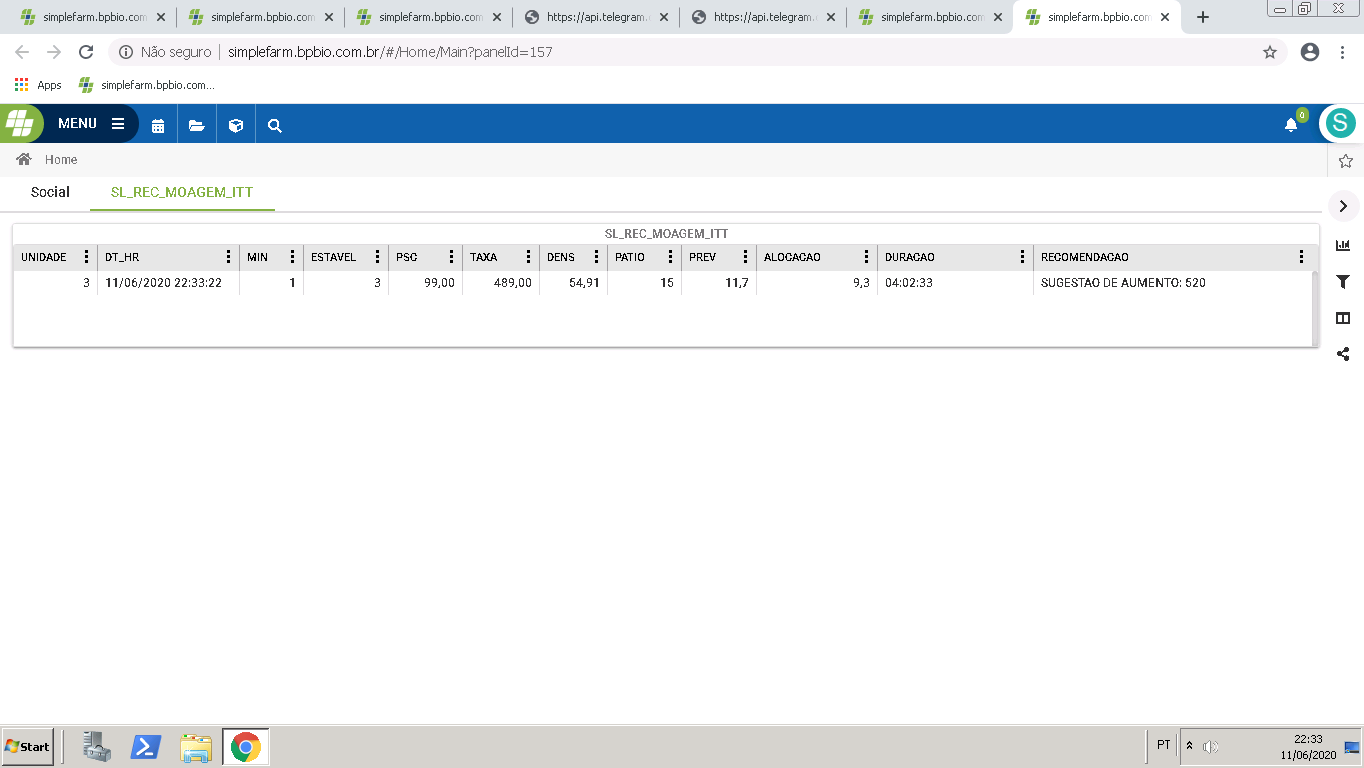 simplefarm.bpbio.com simplefarm.bpbio.com simplefarm.bpbio.com https://api.telegram. https://api.telegram. simplefarm.bpbio.com simplefarm.bpbio.com
Não seguro | simplefarm.bpbio.com.br/#/Home/Main?panelId=157
Apps simplefarm.bpbio.com...
MENU 0 S
Home
Social SL_REC_MOAGEM_ITT
SL_REC_MOAGEM_ITT
UNIDADE DT_HR MIN ESTAVEL PSC TAXA DENS PATIO PREV ALOCACAO DURACAO RECOMENDACAO
3 11/06/2020 22:33:22 1 3 99,00 489,00 54,91 15 11,7 9,3 04:02:33 SUGESTAO DE AUMENTO: 520
Start PT 22:33
11/06/2020